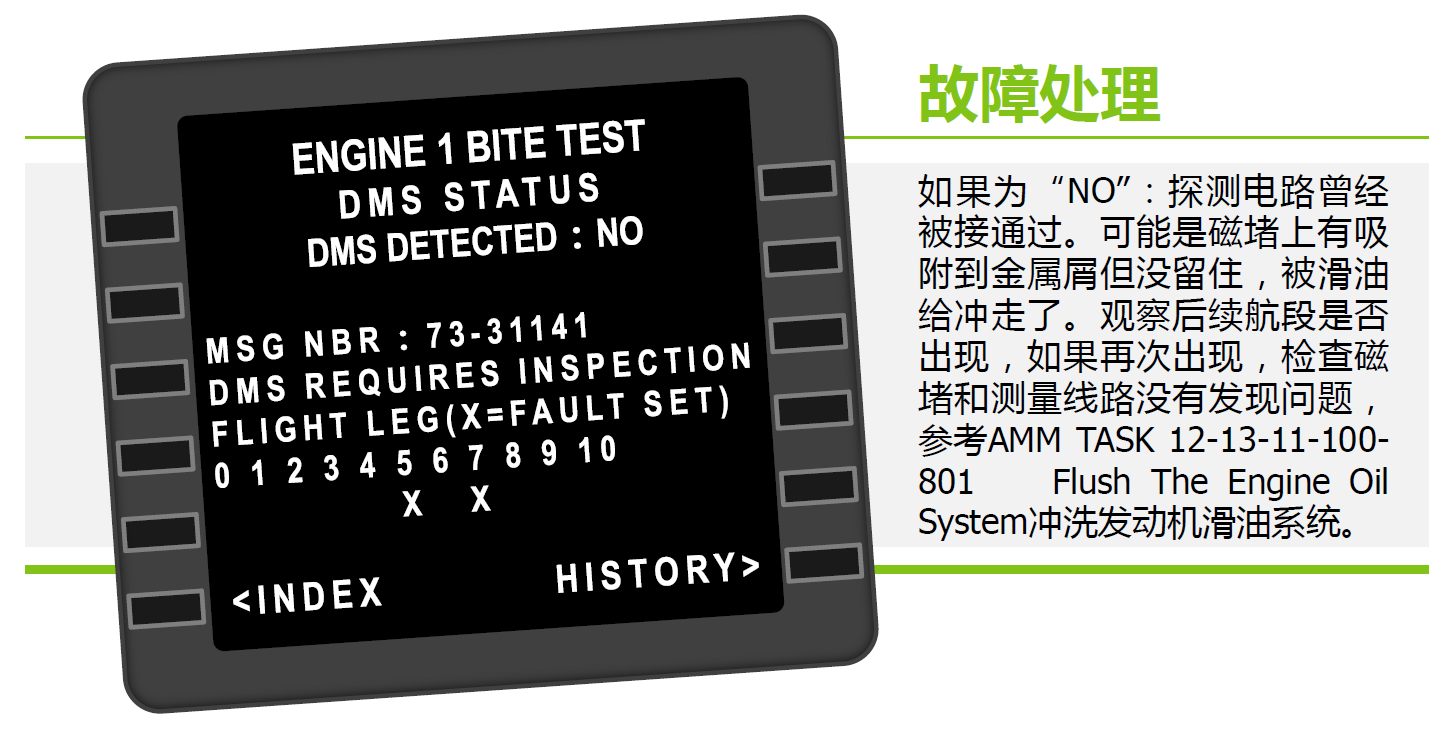 ENGINE 1 BITE TEST
DMS STATUS
DMS DETECTED : NO
MSG NBR : 73-31141
DMS REQUIRES INSPECTION
FLIGHT LEG(X=FAULT SET)
0 1 2 3 4 5 6 7 8 9 10
X X
<INDEX HISTORY>
故障处理
如果为“NO”：探测电路曾经
被接通过。可能是磁堵上有吸
附到金属屑但没留住，被滑油
给冲走了。观察后续航段是否
出现，如果再次出现，检查磁
堵和测量线路没有发现问题，
参考AMM TASK 12-13-11-100-
801 Flush The Engine Oil
System冲洗发动机滑油系统。